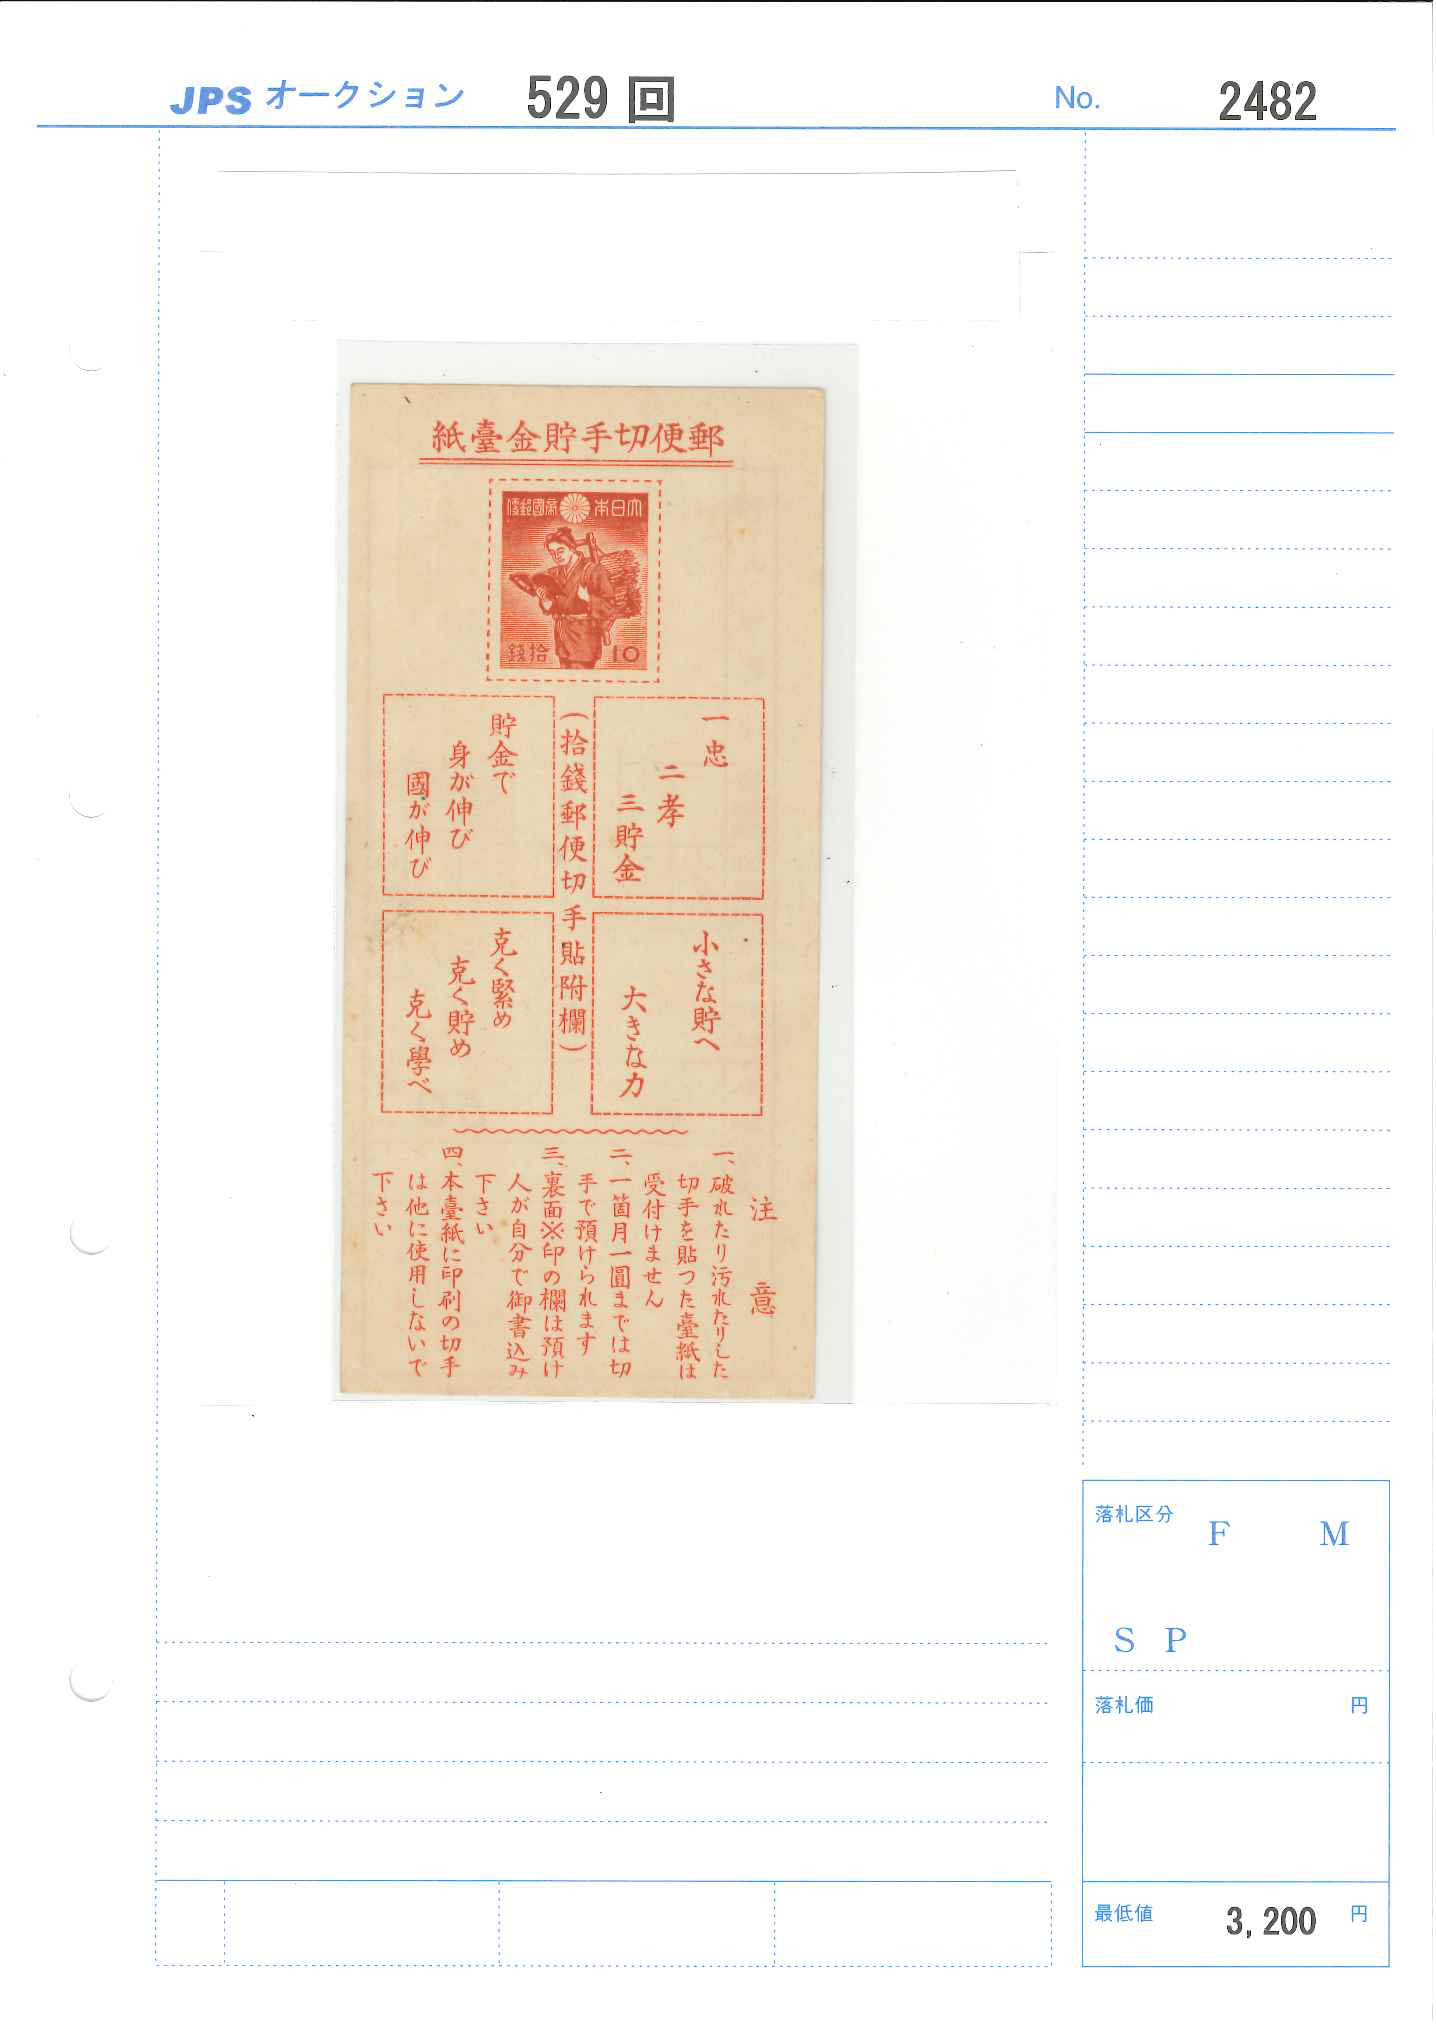 JPS オークション 529 回 No. 2482
紙臺金貯手切便郵
便郵國帝本日大
錢拾 10
一忠
二孝
三貯金
(拾錢郵便切手貼附欄)
貯金で
身が伸び
國が伸び
小さな貯へ
大きな力
克く緊め
克く貯め
克く學べ
注意
一、破れたり汚れたりした
切手を貼つた臺紙は
受付けません
二、一箇月一圓までは切
手で預けられます
三、裏面※印の欄は預け
人が自分で御書込み
下さい
四、本臺紙に印刷の切手
は他に使用しないで
下さい
落札区分 F M
S P
落札価 円
最低値 3,200 円